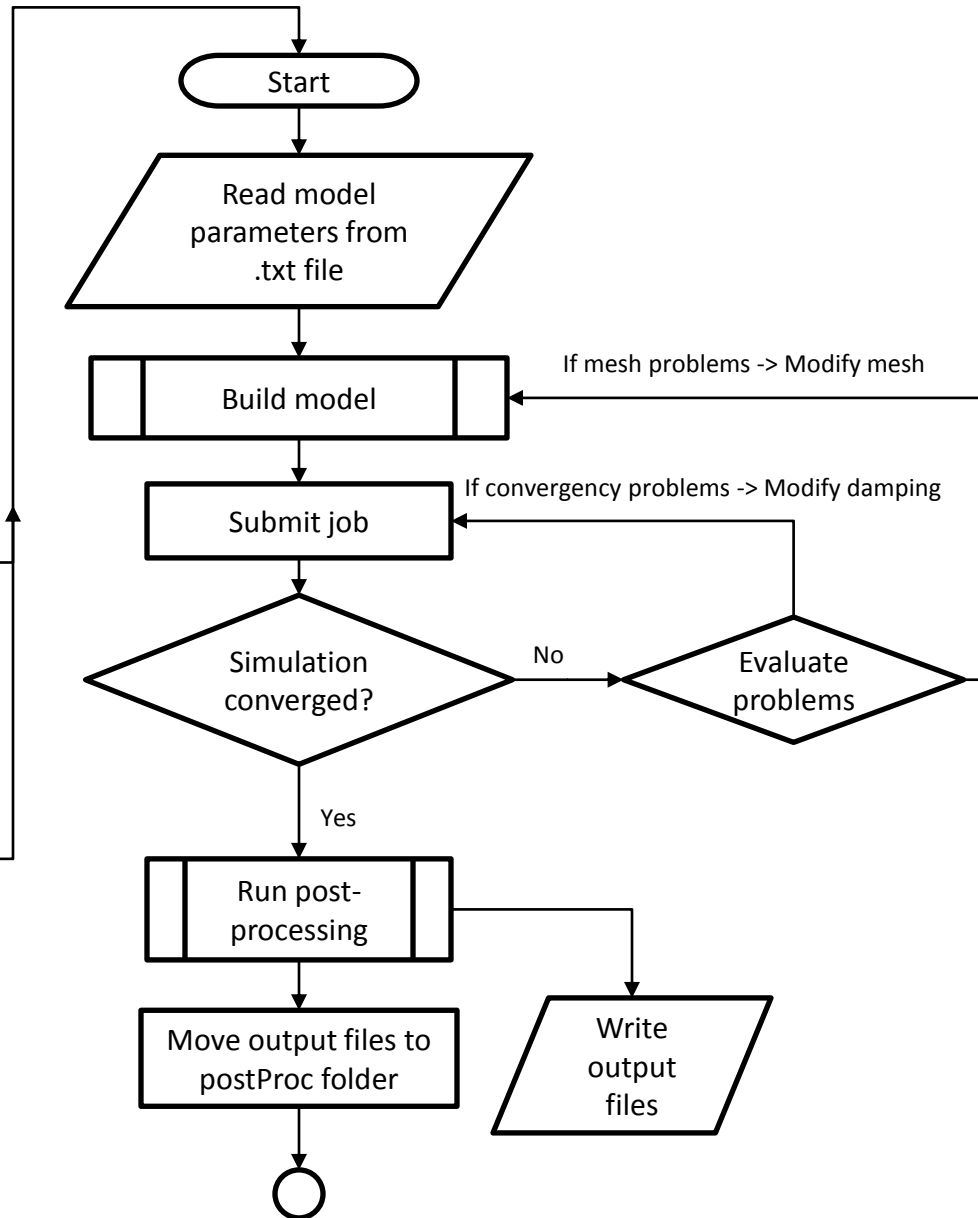 Start
Read model
parameters from
.txt file
If mesh problems -> Modify mesh
Build model
If convergency problems -> Modify damping
Submit job
Simulation
converged?
No
Evaluate
problems
Yes
Run post-
processing
Move output files to
postProc folder
Write
output
files